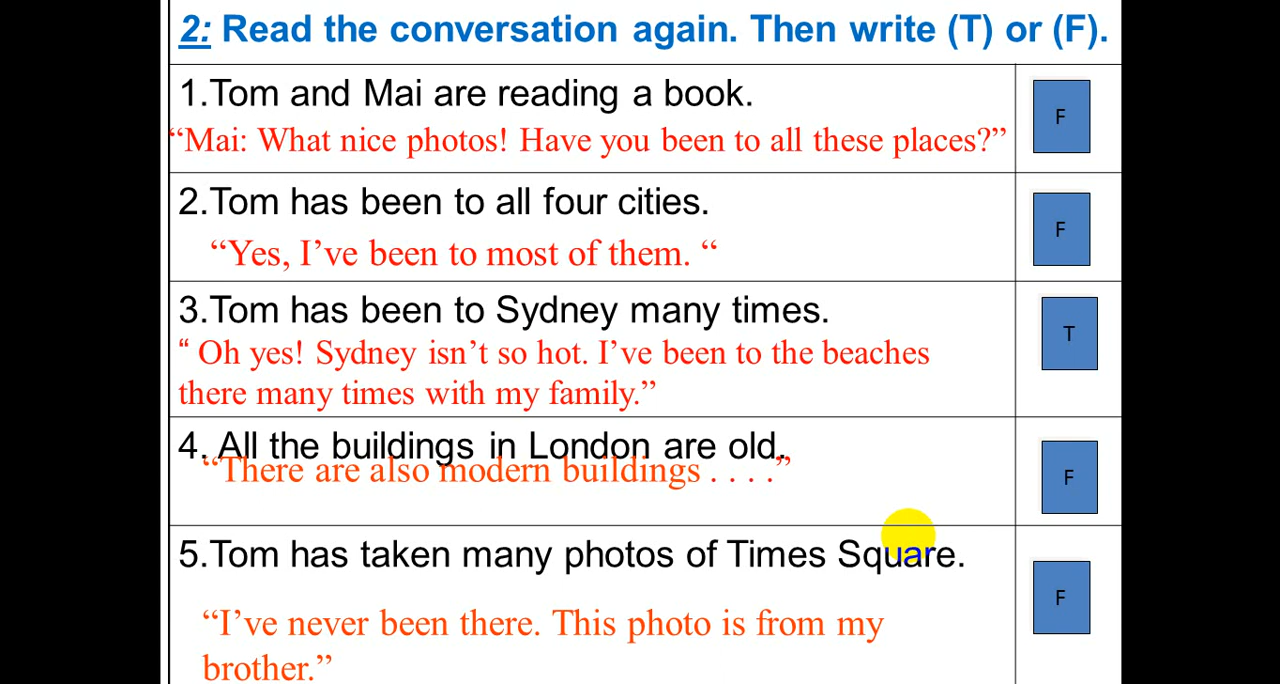 2: Read the conversation again. Then write (T) or (F).
1.Tom and Mai are reading a book.
F
“Mai: What nice photos! Have you been to all these places?”
2.Tom has been to all four cities.
F
“Yes, I’ve been to most of them. “
3.Tom has been to Sydney many times.
T
“ Oh yes! Sydney isn’t so hot. I’ve been to the beaches
there many times with my family.”
4. All the buildings in London are old.
“There are also modern buildings . . . .”
F
5.Tom has taken many photos of Times Square.
F
“I’ve never been there. This photo is from my
brother.”